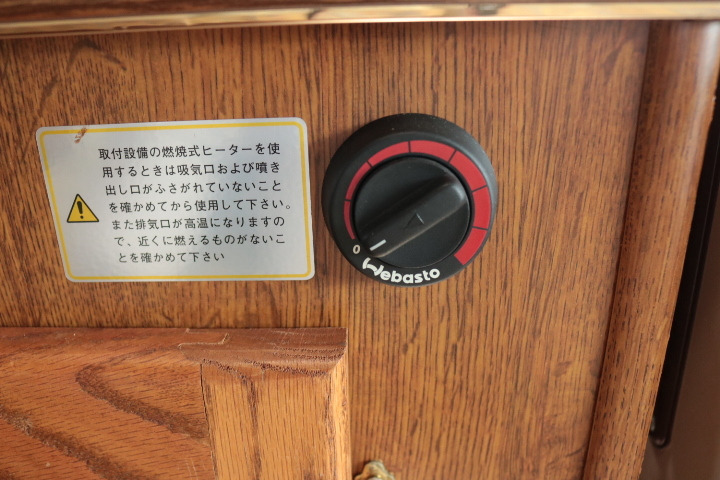 取付設備の燃焼式ヒーターを使
用するときは吸気口および噴き
出し口がふさがれていないこと
を確かめてから使用して下さい。
また排気口が高温になりますの
で、近くに燃えるものがないこ
とを確かめて下さい
0
Webasto